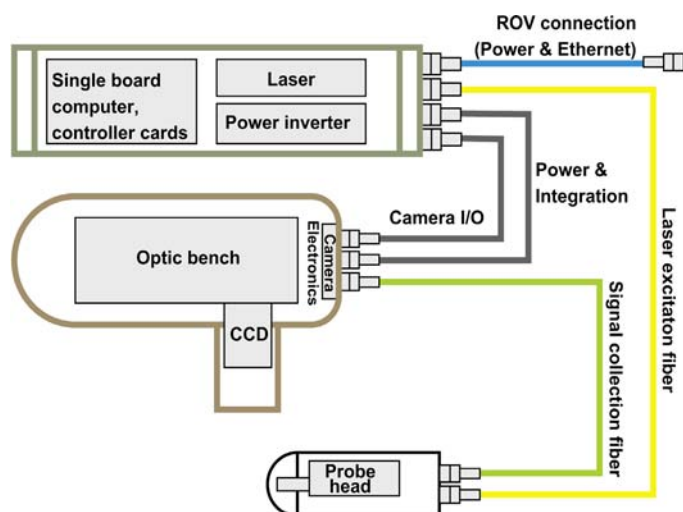 ROV connection
(Power & Ethernet)
Single board
computer,
controller cards
Laser
Power inverter
Power &
Integration
Camera I/O
Laser excitaton fiber
Optic bench
Camera
Electronics
CCD
Signal collection fiber
Probe
head